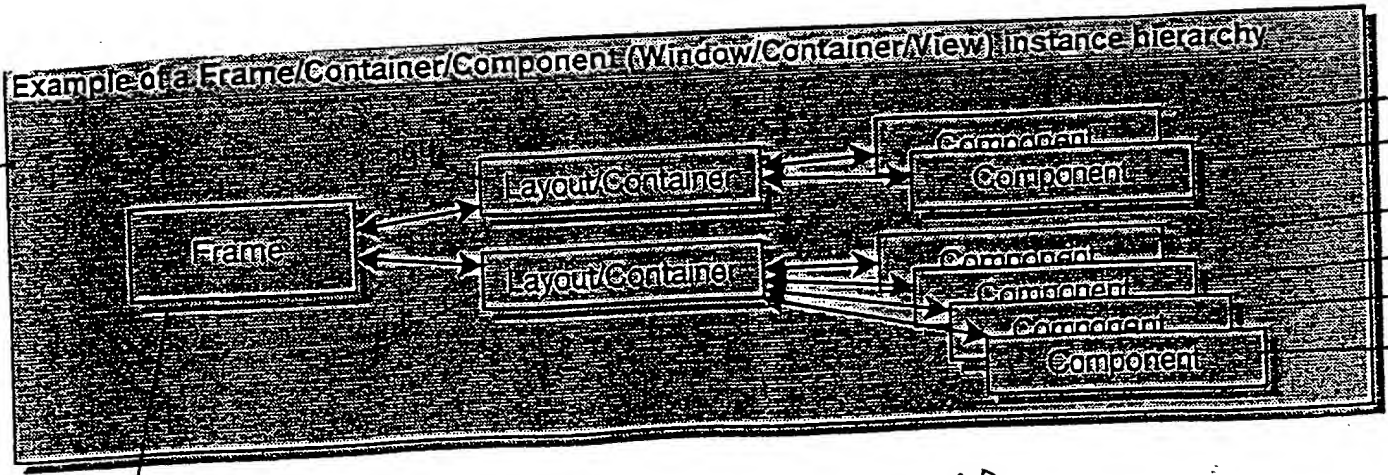 Example of a Frame/Container/Component (Window/Container/View) instance hierarchy
Component
Layout/Container
Component
Frame
Component
Layout/Container
Component
Component
Component